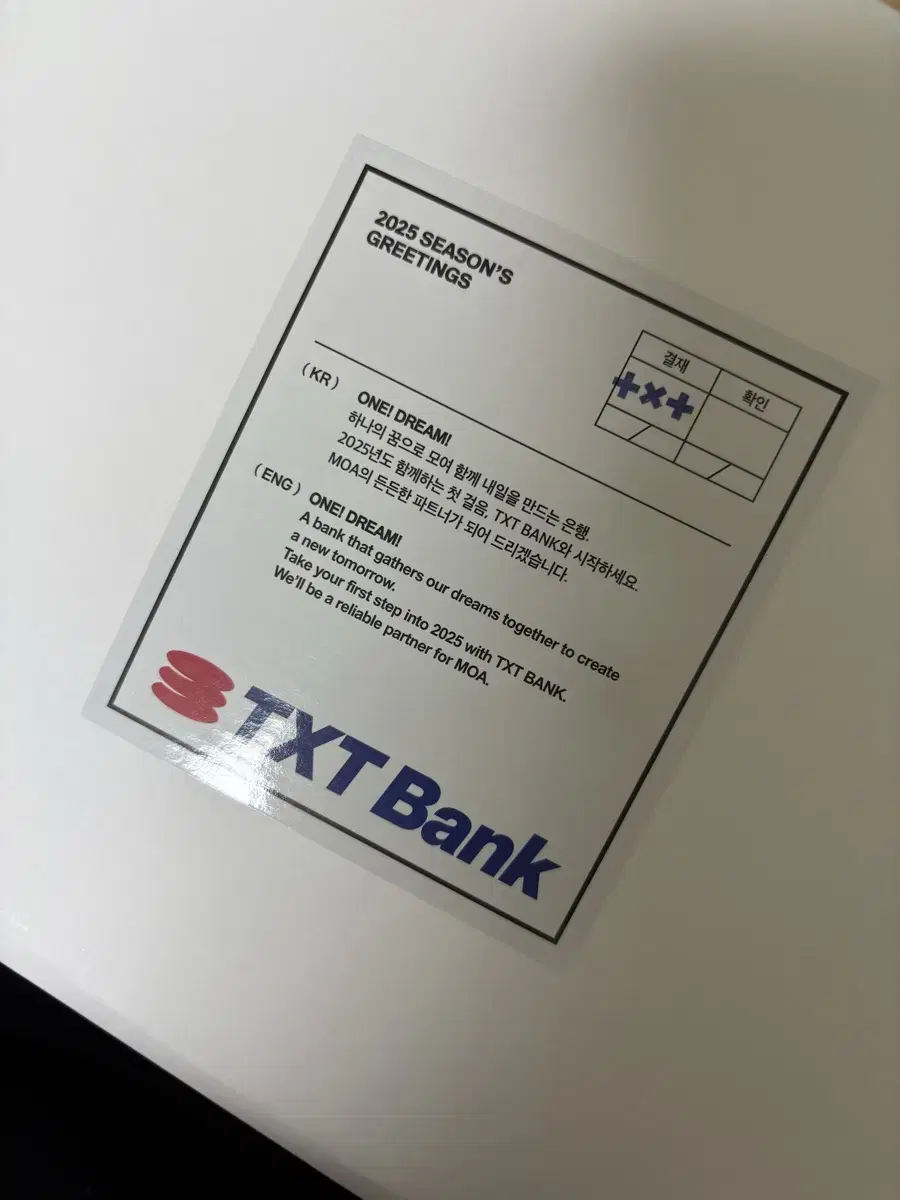 2025 SEASON'S
GREETINGS
결재
확인
+×+
(KR)
ONE! DREAM!
하나의 꿈으로 모여 함께 내일을 만드는 은행.
2025년도 함께하는 첫 걸음, TXT BANK와 시작하세요.
MOA의 든든한 파트너가 되어 드리겠습니다.
(ENG)
ONE! DREAM!
A bank that gathers our dreams together to create
a new tomorrow.
Take your first step into 2025 with TXT BANK.
We'll be a reliable partner for MOA.
TXT Bank